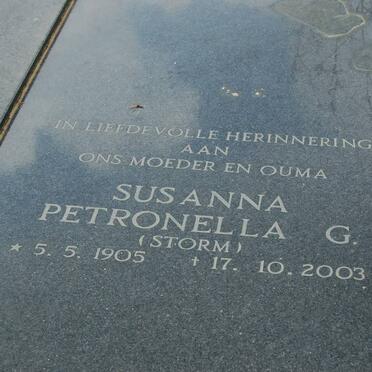 IN LIEFDEVOLLE HERINNERING
AAN
ONS MOEDER EN OUMA
SUSANNA
PETRONELLA G.
(STORM)
* 5. 5. 1905 † 17. 10. 2003